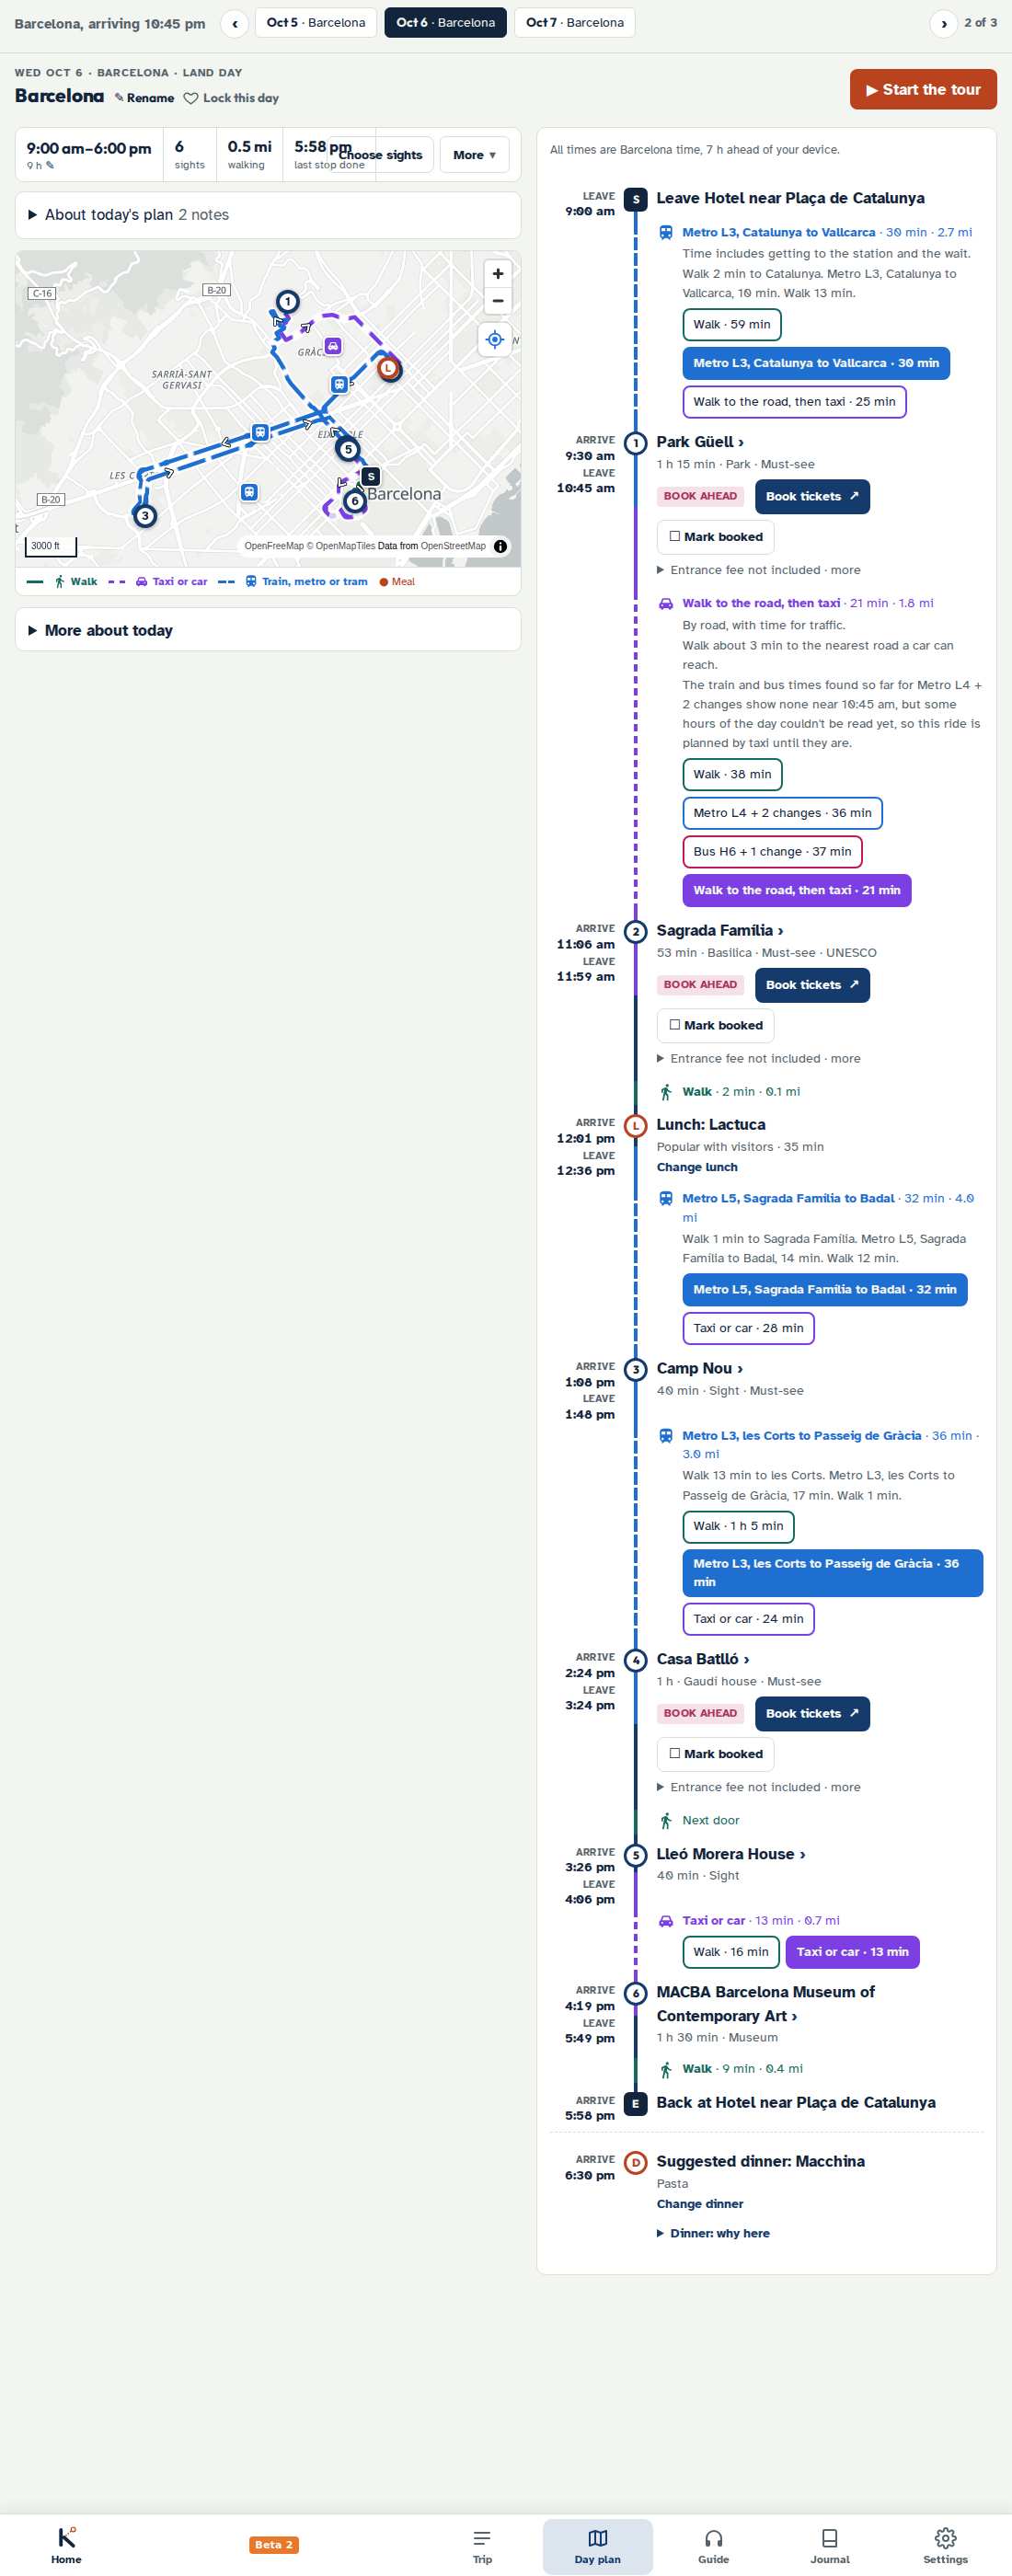 Barcelona, arriving 10:45 pm
‹
Oct 5 · Barcelona
Oct 6 · Barcelona
Oct 7 · Barcelona
›
2 of 3
WED OCT 6 · BARCELONA · LAND DAY
Barcelona
✎ Rename
Lock this day
▶ Start the tour
9:00 am–6:00 pm
9 h ✎
6
sights
0.5 mi
walking
5:58 pm
last stop done
Choose sights
More ▾
▶ About today's plan 2 notes
C-16
B-20
1
SARRIÀ-SANT
GERVASI
L
5
S
6
Barcelona
B-20
3
+
−
3000 ft
OpenFreeMap © OpenMapTiles Data from OpenStreetMap
Walk
Taxi or car
Train, metro or tram
Meal
▶ More about today
All times are Barcelona time, 7 h ahead of your device.
LEAVE
9:00 am
S
Leave Hotel near Plaça de Catalunya
Metro L3, Catalunya to Vallcarca · 30 min · 2.7 mi
Time includes getting to the station and the wait.
Walk 2 min to Catalunya. Metro L3, Catalunya to
Vallcarca, 10 min. Walk 13 min.
Walk · 59 min
Metro L3, Catalunya to Vallcarca · 30 min
Walk to the road, then taxi · 25 min
ARRIVE
9:30 am
LEAVE
10:45 am
1
Park Güell ›
1 h 15 min · Park · Must-see
BOOK AHEAD
Book tickets ↗
☐ Mark booked
▶ Entrance fee not included · more
Walk to the road, then taxi · 21 min · 1.8 mi
By road, with time for traffic.
Walk about 3 min to the nearest road a car can
reach.
The train and bus times found so far for Metro L4 +
2 changes show none near 10:45 am, but some
hours of the day couldn't be read yet, so this ride is
planned by taxi until they are.
Walk · 38 min
Metro L4 + 2 changes · 36 min
Bus H6 + 1 change · 37 min
Walk to the road, then taxi · 21 min
ARRIVE
11:06 am
LEAVE
11:59 am
2
Sagrada Família ›
53 min · Basilica · Must-see · UNESCO
BOOK AHEAD
Book tickets ↗
☐ Mark booked
▶ Entrance fee not included · more
Walk · 2 min · 0.1 mi
ARRIVE
12:01 pm
LEAVE
12:36 pm
L
Lunch: Lactuca
Popular with visitors · 35 min
Change lunch
Metro L5, Sagrada Família to Badal · 32 min · 4.0
mi
Walk 1 min to Sagrada Família. Metro L5, Sagrada
Família to Badal, 14 min. Walk 12 min.
Metro L5, Sagrada Família to Badal · 32 min
Taxi or car · 28 min
ARRIVE
1:08 pm
LEAVE
1:48 pm
3
Camp Nou ›
40 min · Sight · Must-see
Metro L3, les Corts to Passeig de Gràcia · 36 min ·
3.0 mi
Walk 13 min to les Corts. Metro L3, les Corts to
Passeig de Gràcia, 17 min. Walk 1 min.
Walk · 1 h 5 min
Metro L3, les Corts to Passeig de Gràcia · 36
min
Taxi or car · 24 min
ARRIVE
2:24 pm
LEAVE
3:24 pm
4
Casa Batlló ›
1 h · Gaudí house · Must-see
BOOK AHEAD
Book tickets ↗
☐ Mark booked
▶ Entrance fee not included · more
Next door
ARRIVE
3:26 pm
LEAVE
4:06 pm
5
Lleó Morera House ›
40 min · Sight
Taxi or car · 13 min · 0.7 mi
Walk · 16 min
Taxi or car · 13 min
ARRIVE
4:19 pm
LEAVE
5:49 pm
6
MACBA Barcelona Museum of
Contemporary Art ›
1 h 30 min · Museum
Walk · 9 min · 0.4 mi
ARRIVE
5:58 pm
E
Back at Hotel near Plaça de Catalunya
ARRIVE
6:30 pm
D
Suggested dinner: Macchina
Pasta
Change dinner
▶ Dinner: why here
Home
Beta 2
Trip
Day plan
Guide
Journal
Settings